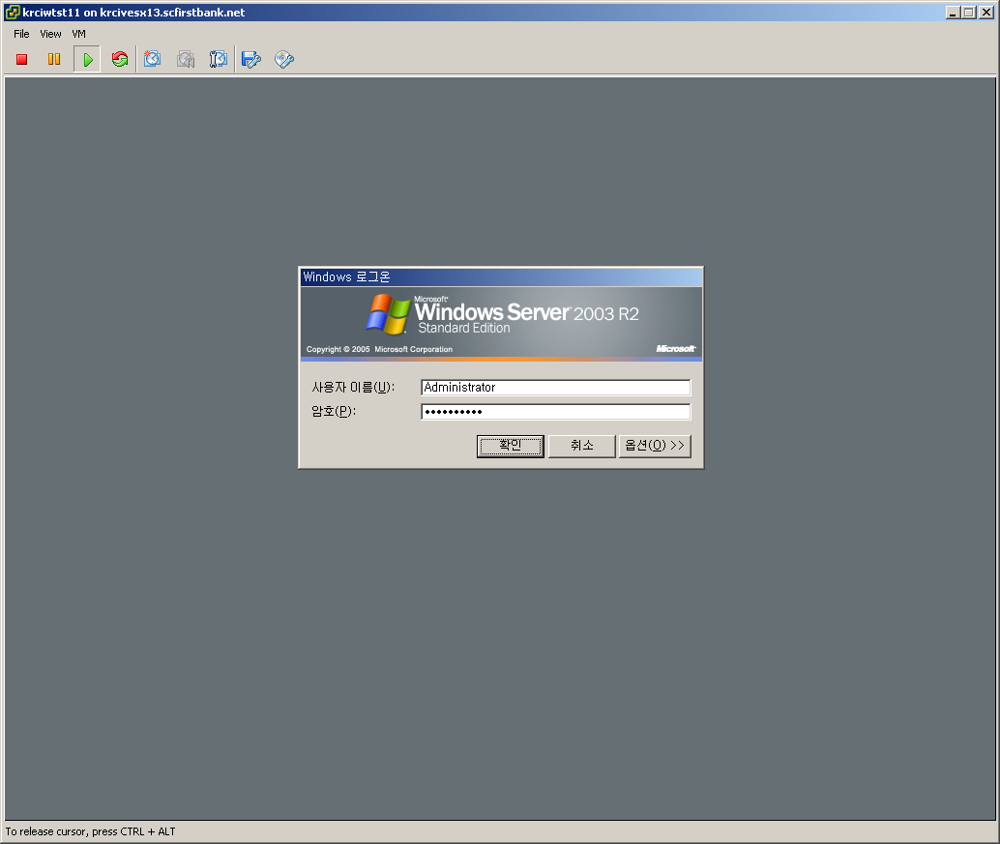 krciwtst11 on krcivesx13.scfirstbank.net
File View VM
Windows 로그온
Microsoft
Windows Server 2003 R2
Standard Edition
Copyright © 2005 Microsoft Corporation
Microsoft
사용자 이름(U):
Administrator
암호(P):
••••••••••
확인 취소 옵션(O) >>
To release cursor, press CTRL + ALT